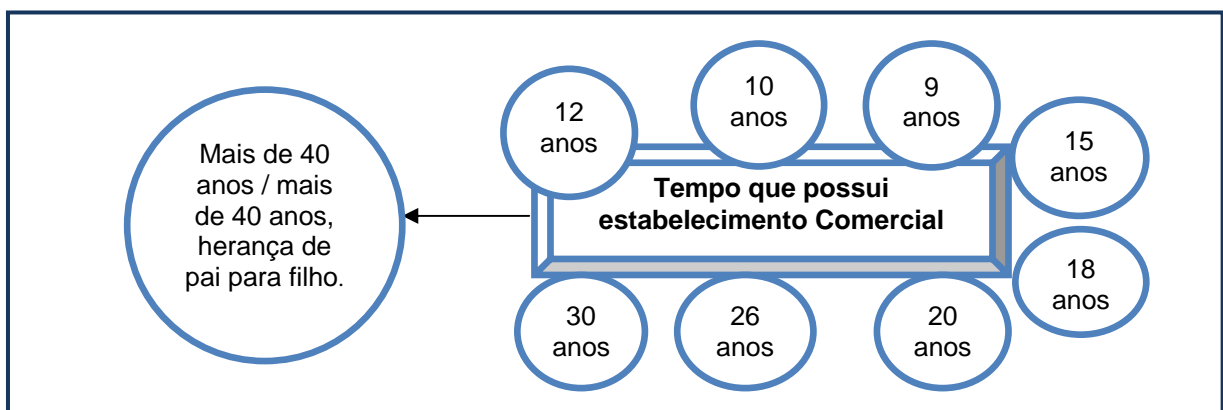 Mais de 40
anos / mais
de 40 anos,
herança de
pai para filho.
12
anos
10
anos
9
anos
15
anos
Tempo que possui
estabelecimento Comercial
18
anos
30
anos
26
anos
20
anos